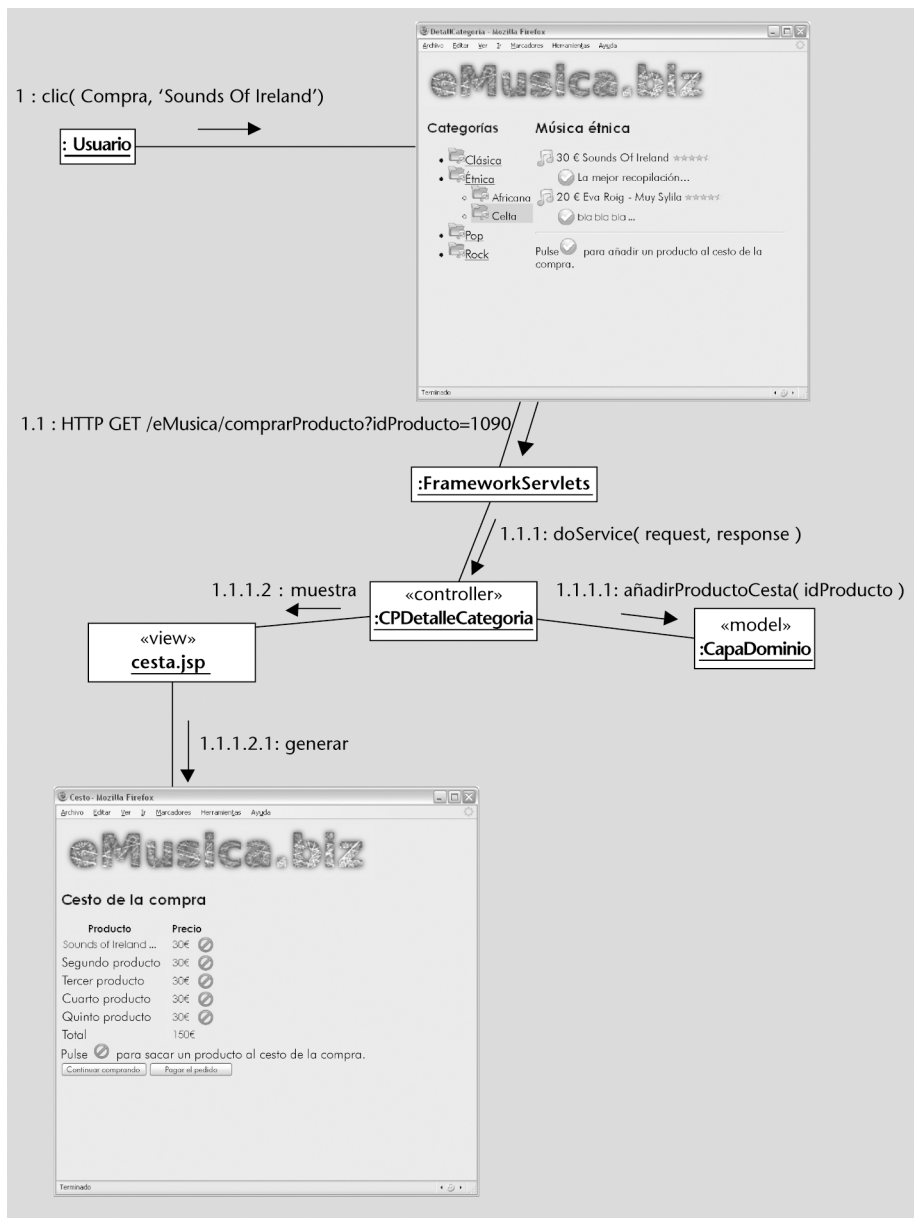 DetallCategoria - Mozilla Firefox
Archivo Editar Ver Ir Marcadores Herramientas Ayuda
eMusica.biz
1 : clic( Compra, ‘Sounds Of Ireland’)
: Usuario
Categorías
Música étnica
Clásica
Étnica
Africana
Celta
Pop
Rock
30 € Sounds Of Ireland
La mejor recopilación...
20 € Eva Roig - Muy Sylila
bla bla bla ...
Pulse para añadir un producto al cesto de la
compra.
Terminado
1.1 : HTTP GET /eMusica/comprarProducto?idProducto=1090
:FrameworkServlets
1.1.1: doService( request, response )
1.1.1.2 : muestra
«controller»
:CPDetalleCategoria
1.1.1.1: añadirProductoCesta( idProducto )
«model»
:CapaDominio
«view»
cesta.jsp
1.1.1.2.1: generar
Cesto - Mozilla Firefox
Archivo Editar Ver Ir Marcadores Herramientas Ayuda
eMusica.biz
Cesto de la compra
Producto Precio
Sounds of Ireland ... 30€
Segundo producto 30€
Tercer producto 30€
Cuarto producto 30€
Quinto producto 30€
Total 150€
Pulse para sacar un producto al cesto de la compra.
Continuar comprando Pagar el pedido
Terminado